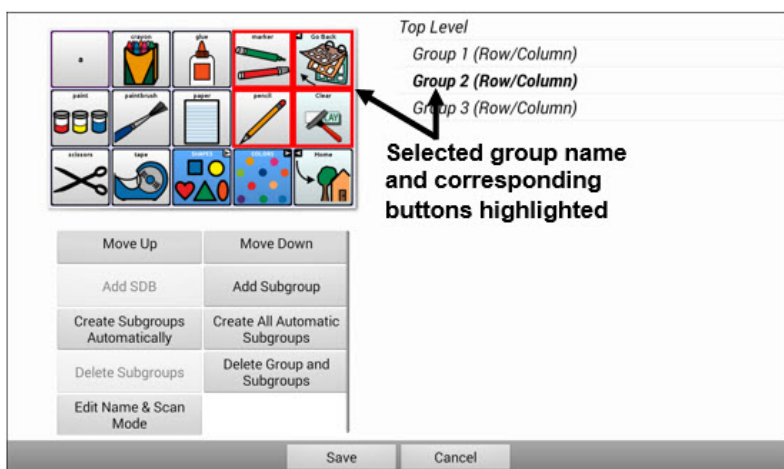 a
crayon
glue
marker
Go Back
paint
paintbrush
paper
pencil
Clear
AY
scissors
tape
SHAPES
COLORS
Home
Top Level
Group 1 (Row/Column)
Group 2 (Row/Column)
Group 3 (Row/Column)
Selected group name
and corresponding
buttons highlighted
Move Up
Move Down
Add SDB
Add Subgroup
Create Subgroups
Automatically
Create All Automatic
Subgroups
Delete Subgroups
Delete Group and
Subgroups
Edit Name & Scan
Mode
Save
Cancel